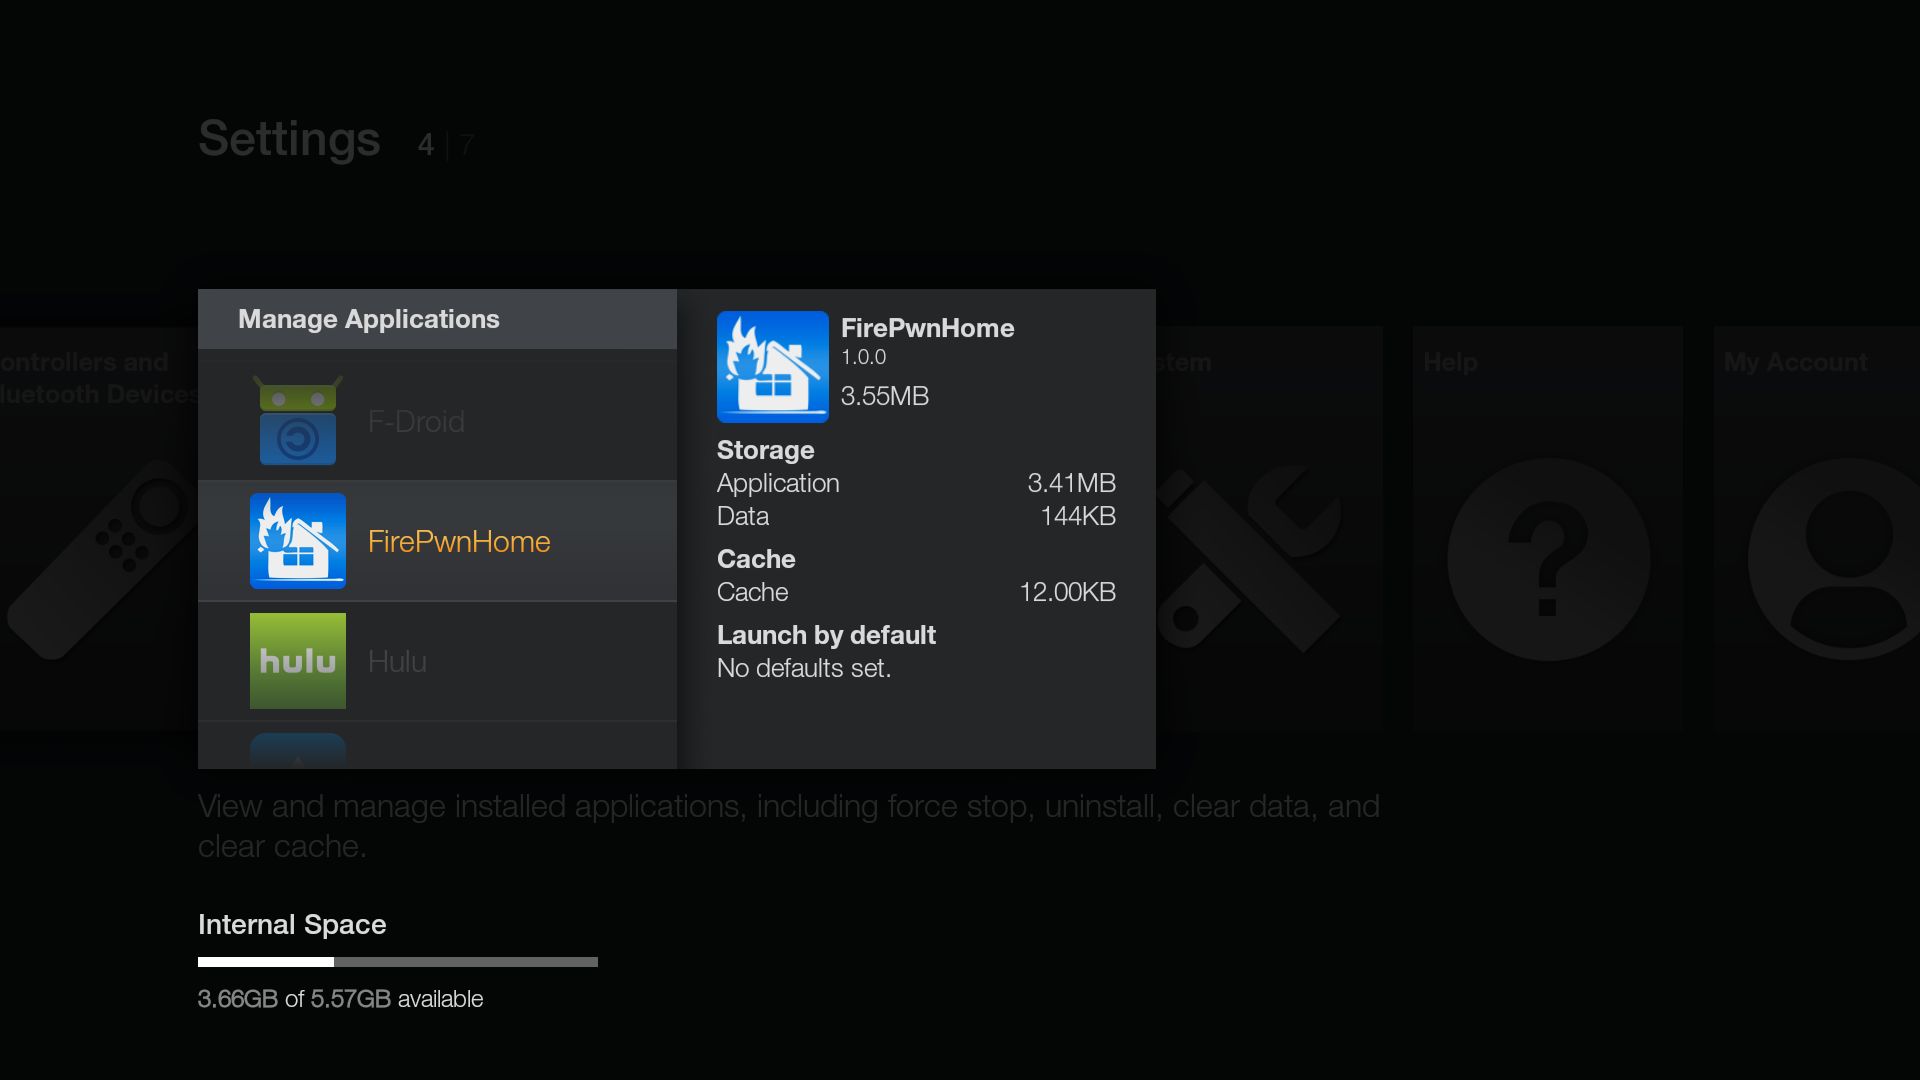 Settings 4 | 7
ontrollers and
luetooth Devices
Manage Applications
F-Droid
FirePwnHome
hulu
Hulu
FirePwnHome
1.0.0
3.55MB
Storage
Application 3.41MB
Data 144KB
Cache
Cache 12.00KB
Launch by default
No defaults set.
stem
Help
?
My Account
View and manage installed applications, including force stop, uninstall, clear data, and
clear cache.
Internal Space
3.66GB of 5.57GB available